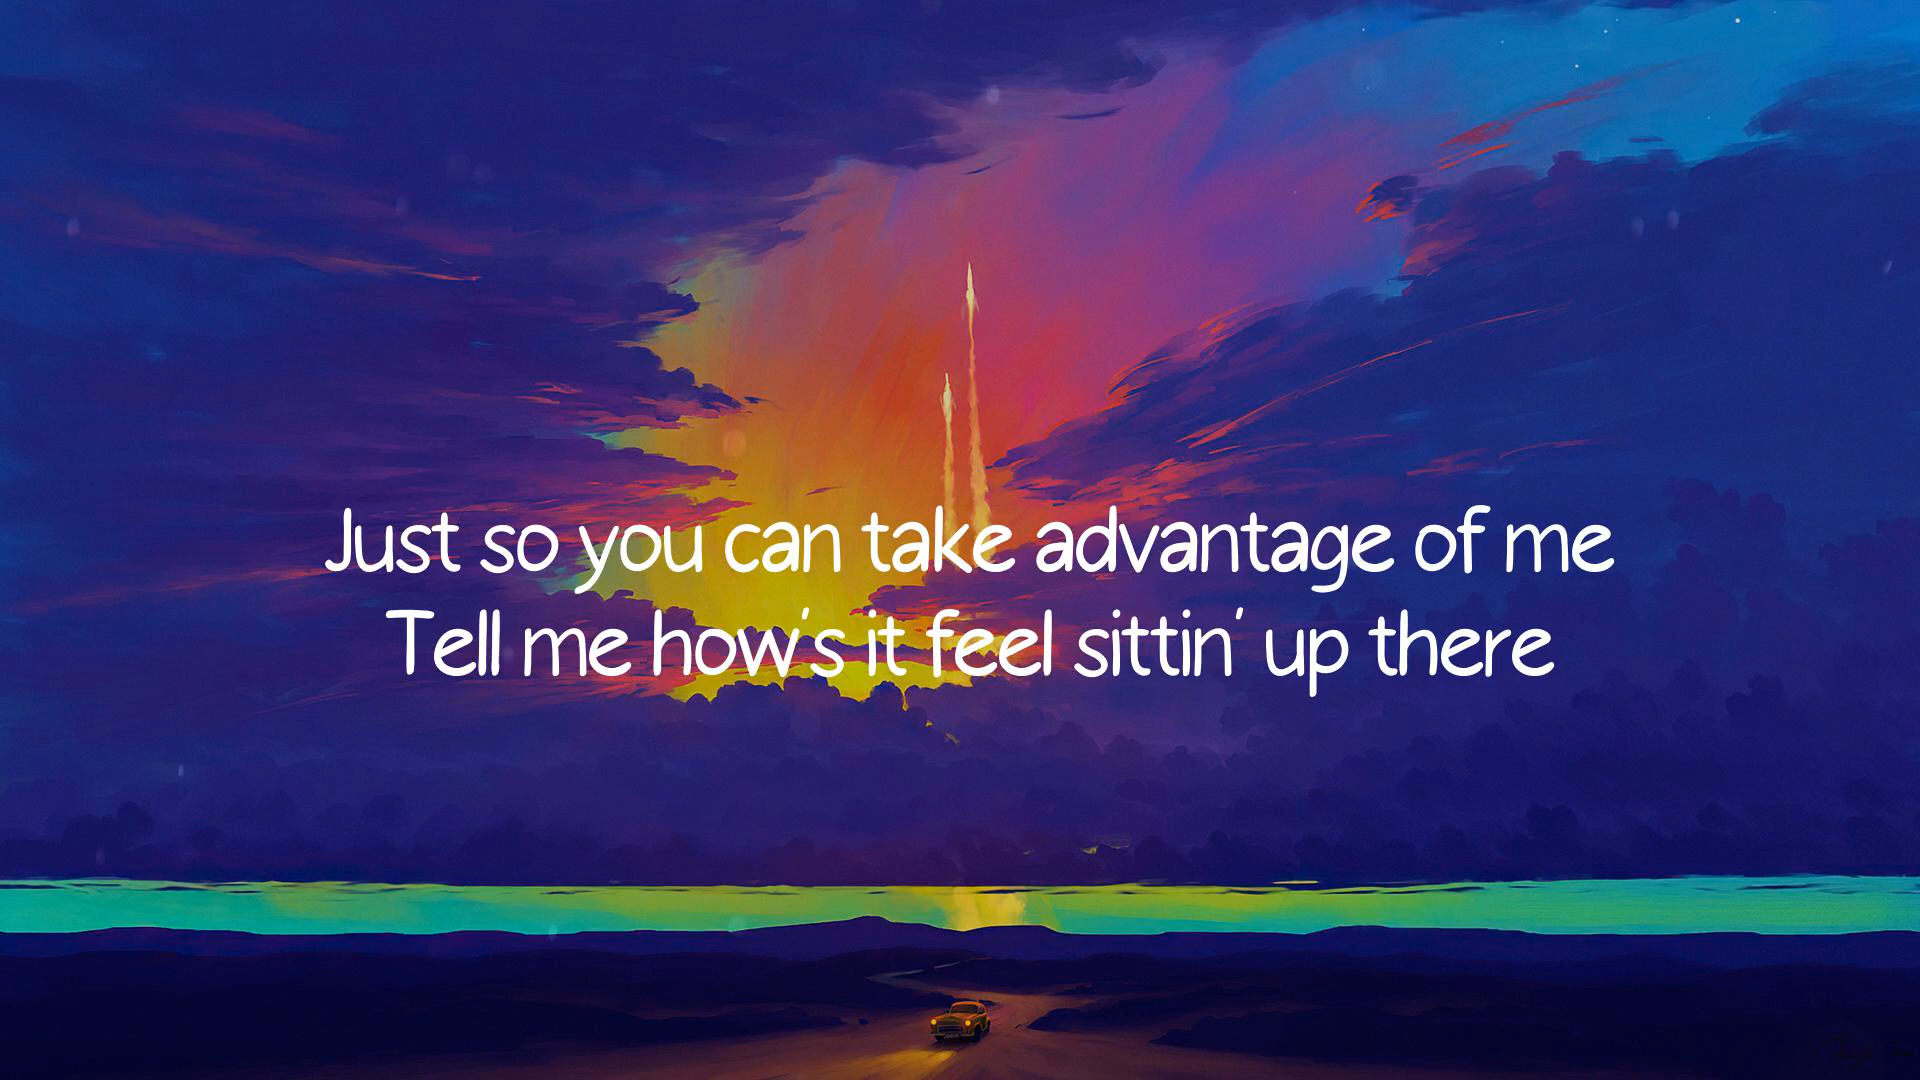 Just so you can take advantage of me
Tell me how's it feel sittin' up there